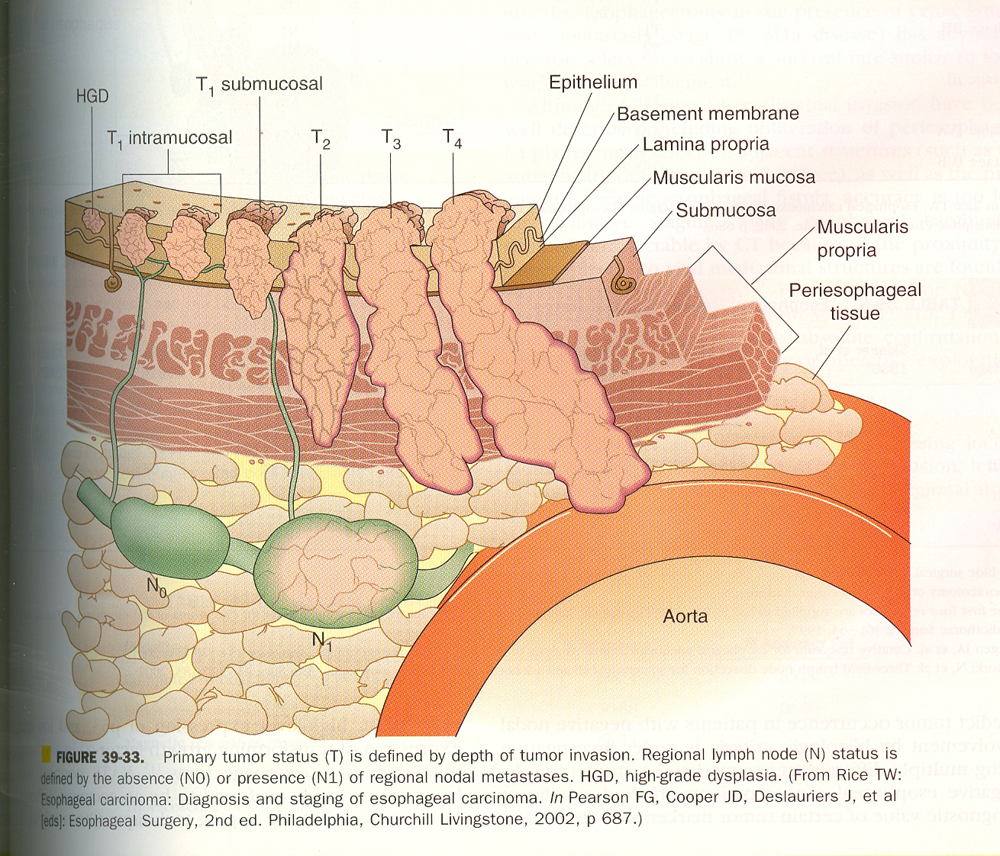 HGD
T1 submucosal
T1 intramucosal
T2
T3
T4
Epithelium
Basement membrane
Lamina propria
Muscularis mucosa
Submucosa
Muscularis
propria
Periesophageal
tissue
N0
N1
Aorta
FIGURE 39-33. Primary tumor status (T) is defined by depth of tumor invasion. Regional lymph node (N) status is
defined by the absence (N0) or presence (N1) of regional nodal metastases. HGD, high-grade dysplasia. (From Rice TW:
Esophageal carcinoma: Diagnosis and staging of esophageal carcinoma. In Pearson FG, Cooper JD, Deslauriers J, et al
[eds]: Esophageal Surgery, 2nd ed. Philadelphia, Churchill Livingstone, 2002, p 687.)